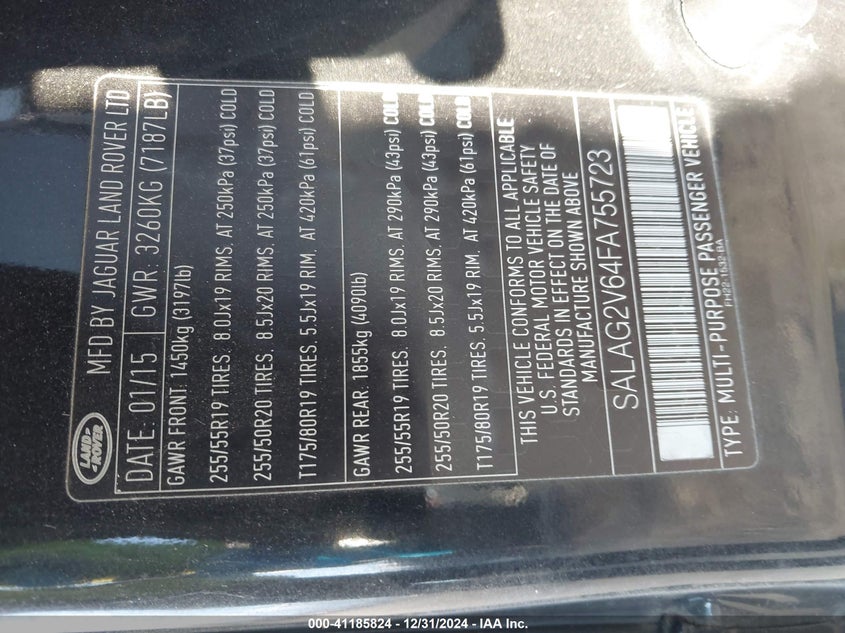 LAND-
-ROVER
MFD BY JAGUAR LAND ROVER LTD
DATE: 01/15 GWR: 3260KG (7187LB)
GAWR FRONT: 1450kg (3197lb)
255/55R19 TIRES. 8.0Jx19 RIMS. AT 250kPa (37psi) COLD
255/50R20 TIRES. 8.5Jx20 RIMS. AT 250kPa (37psi) COLD
T175/80R19 TIRES. 5.5Jx19 RIM. AT 420kPa (61psi) COLD
GAWR REAR: 1855kg (4090lb)
255/55R19 TIRES. 8.0Jx19 RIMS. AT 290kPa (43psi) COLD
255/50R20 TIRES. 8.5Jx20 RIMS. AT 290kPa (43psi) COLD
T175/80R19 TIRES. 5.5Jx19 RIM. AT 420kPa (61psi) COLD
THIS VEHICLE CONFORMS TO ALL APPLICABLE
U.S. FEDERAL MOTOR VEHICLE SAFETY
STANDARDS IN EFFECT ON THE DATE OF
MANUFACTURE SHOWN ABOVE
SALAG2V64FA755723
TYPE: MULTI-PURPOSE PASSENGER VEHICLE
000-41185824 - 12/31/2024 - IAA Inc.